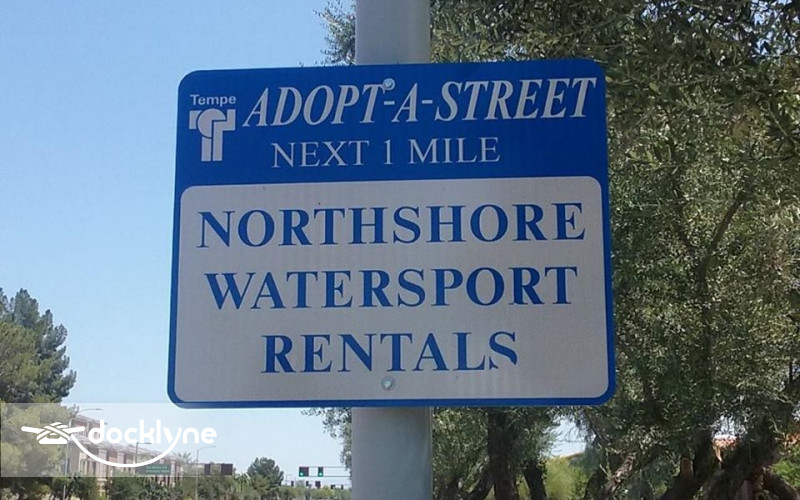 Tempe
ADOPT-A-STREET
NEXT 1 MILE
NORTHSHORE
WATERSPORT
RENTALS
docklyne